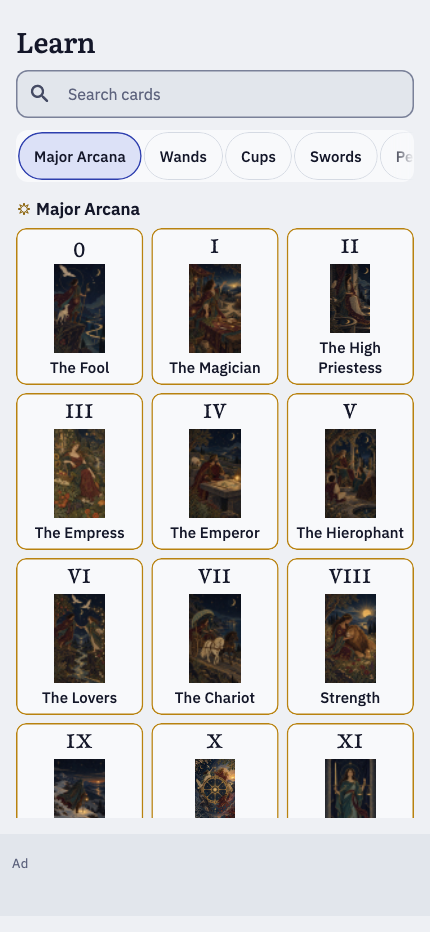 Learn
Search cards
Major Arcana
Wands
Cups
Swords
Pe
Major Arcana
0
I
II
The Fool
The Magician
The High
Priestess
III
IV
V
The Empress
The Emperor
The Hierophant
VI
VII
VIII
The Lovers
The Chariot
Strength
IX
X
XI
Ad